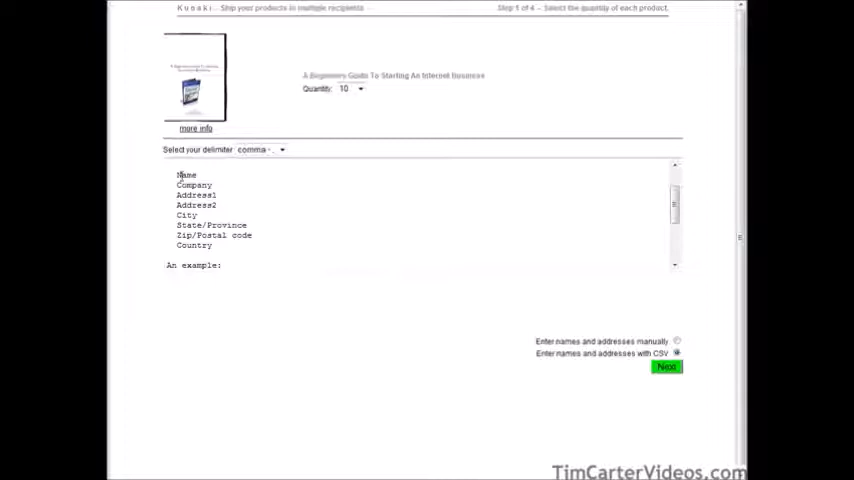 Kunaki - Ship your products to multiple recipients
Step 1 of 4 - Select the quantity of each product.
A Beginners Guide To Starting An Internet Business
Quantity: 10
more info
Select your delimiter comma - ,
Name
Company
Address1
Address2
City
State/Province
Zip/Postal code
Country
An example:
Enter names and addresses manually
Enter names and addresses with CSV
Next
TimCarterVideos.com